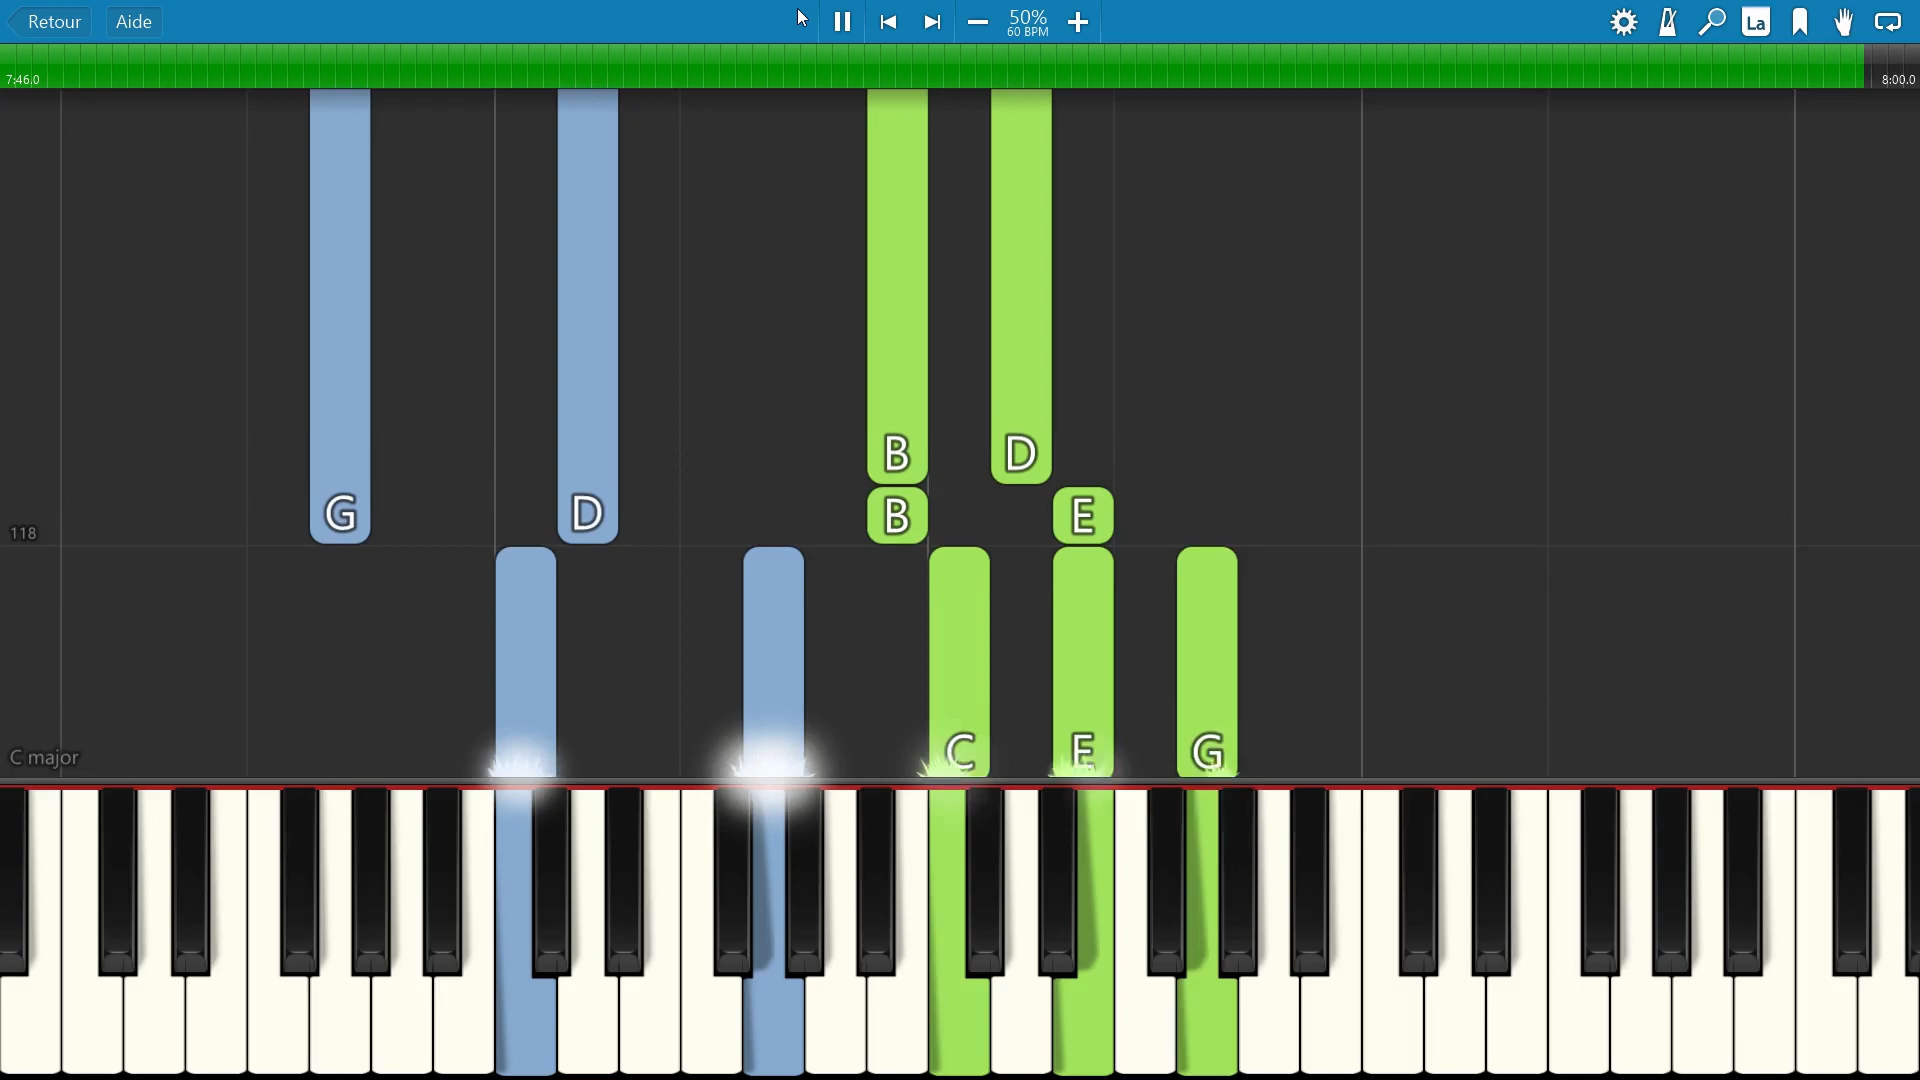 Retour
Aide
50%
60 BPM
La
7:46.0
8:00.0
B
D
G
D
B
E
118
C
E
G
C major